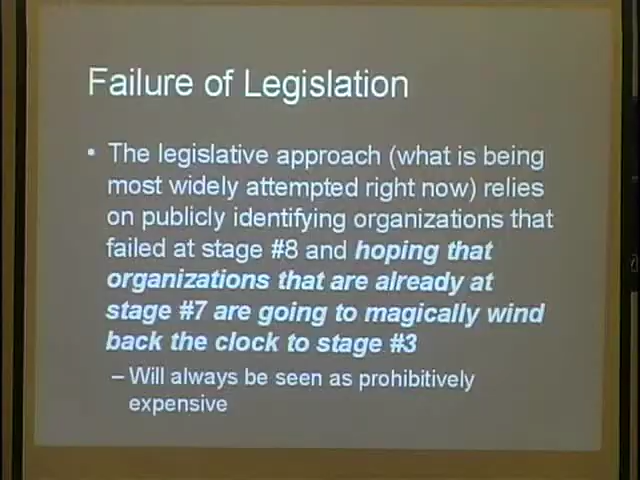 Failure of Legislation
• The legislative approach (what is being
most widely attempted right now) relies
on publicly identifying organizations that
failed at stage #8 and hoping that
organizations that are already at
stage #7 are going to magically wind
back the clock to stage #3
– Will always be seen as prohibitively
expensive